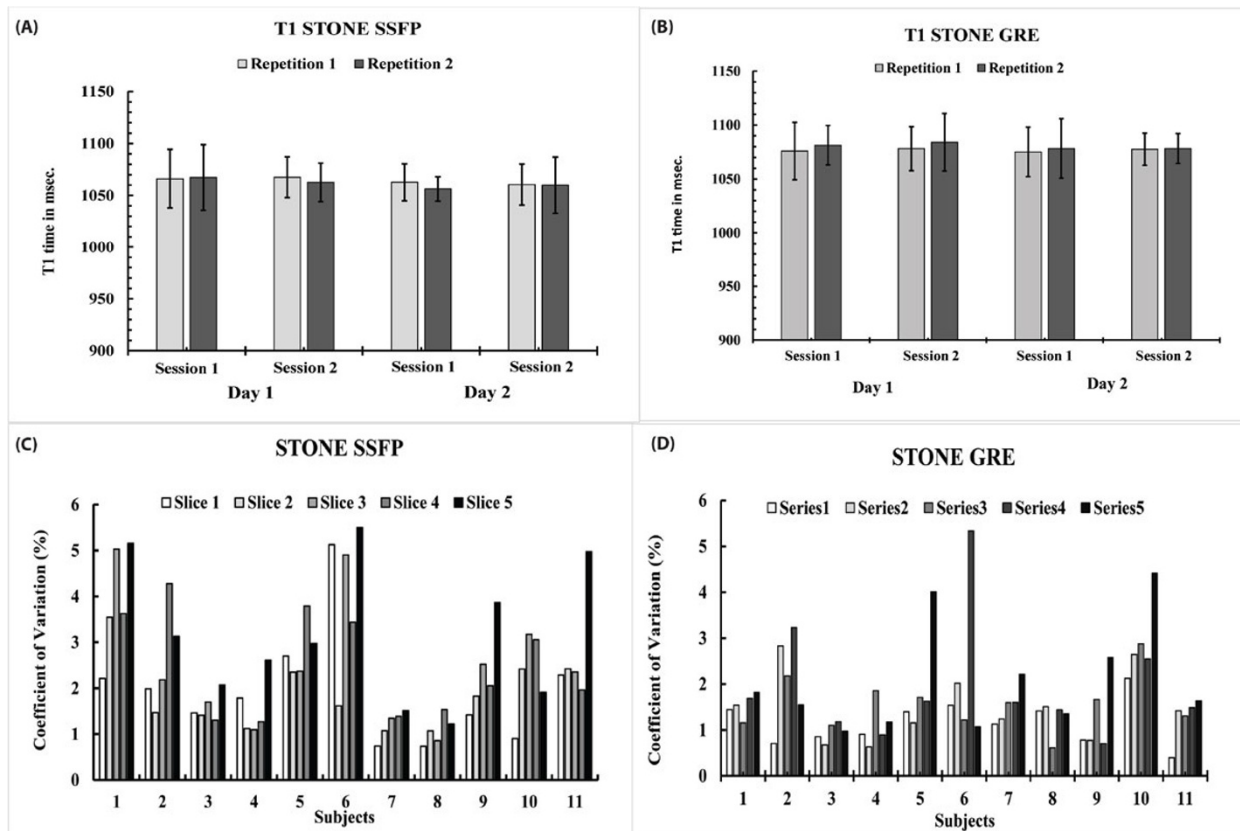 (A)
T1 STONE SSFP
Repetition 1 Repetition 2
1150
1100
1050
1000
950
900
T1 time in msec.
Session 1 Session 2 Session 1 Session 2
Day 1 Day 2
(B)
T1 STONE GRE
Repetition 1 Repetition 2
1150
1100
1050
1000
950
900
T1 time in msec.
Session 1 Session 2 Session 1 Session 2
Day 1 Day 2
(C)
STONE SSFP
Slice 1 Slice 2 Slice 3 Slice 4 Slice 5
6
5
4
3
2
1
0
Coefficient of Variation (%)
1 2 3 4 5 6 7 8 9 10 11
Subjects
(D)
STONE GRE
Series1 Series2 Series3 Series4 Series5
6
5
4
3
2
1
0
Coefficient of Variation (%)
1 2 3 4 5 6 7 8 9 10 11
Subjects